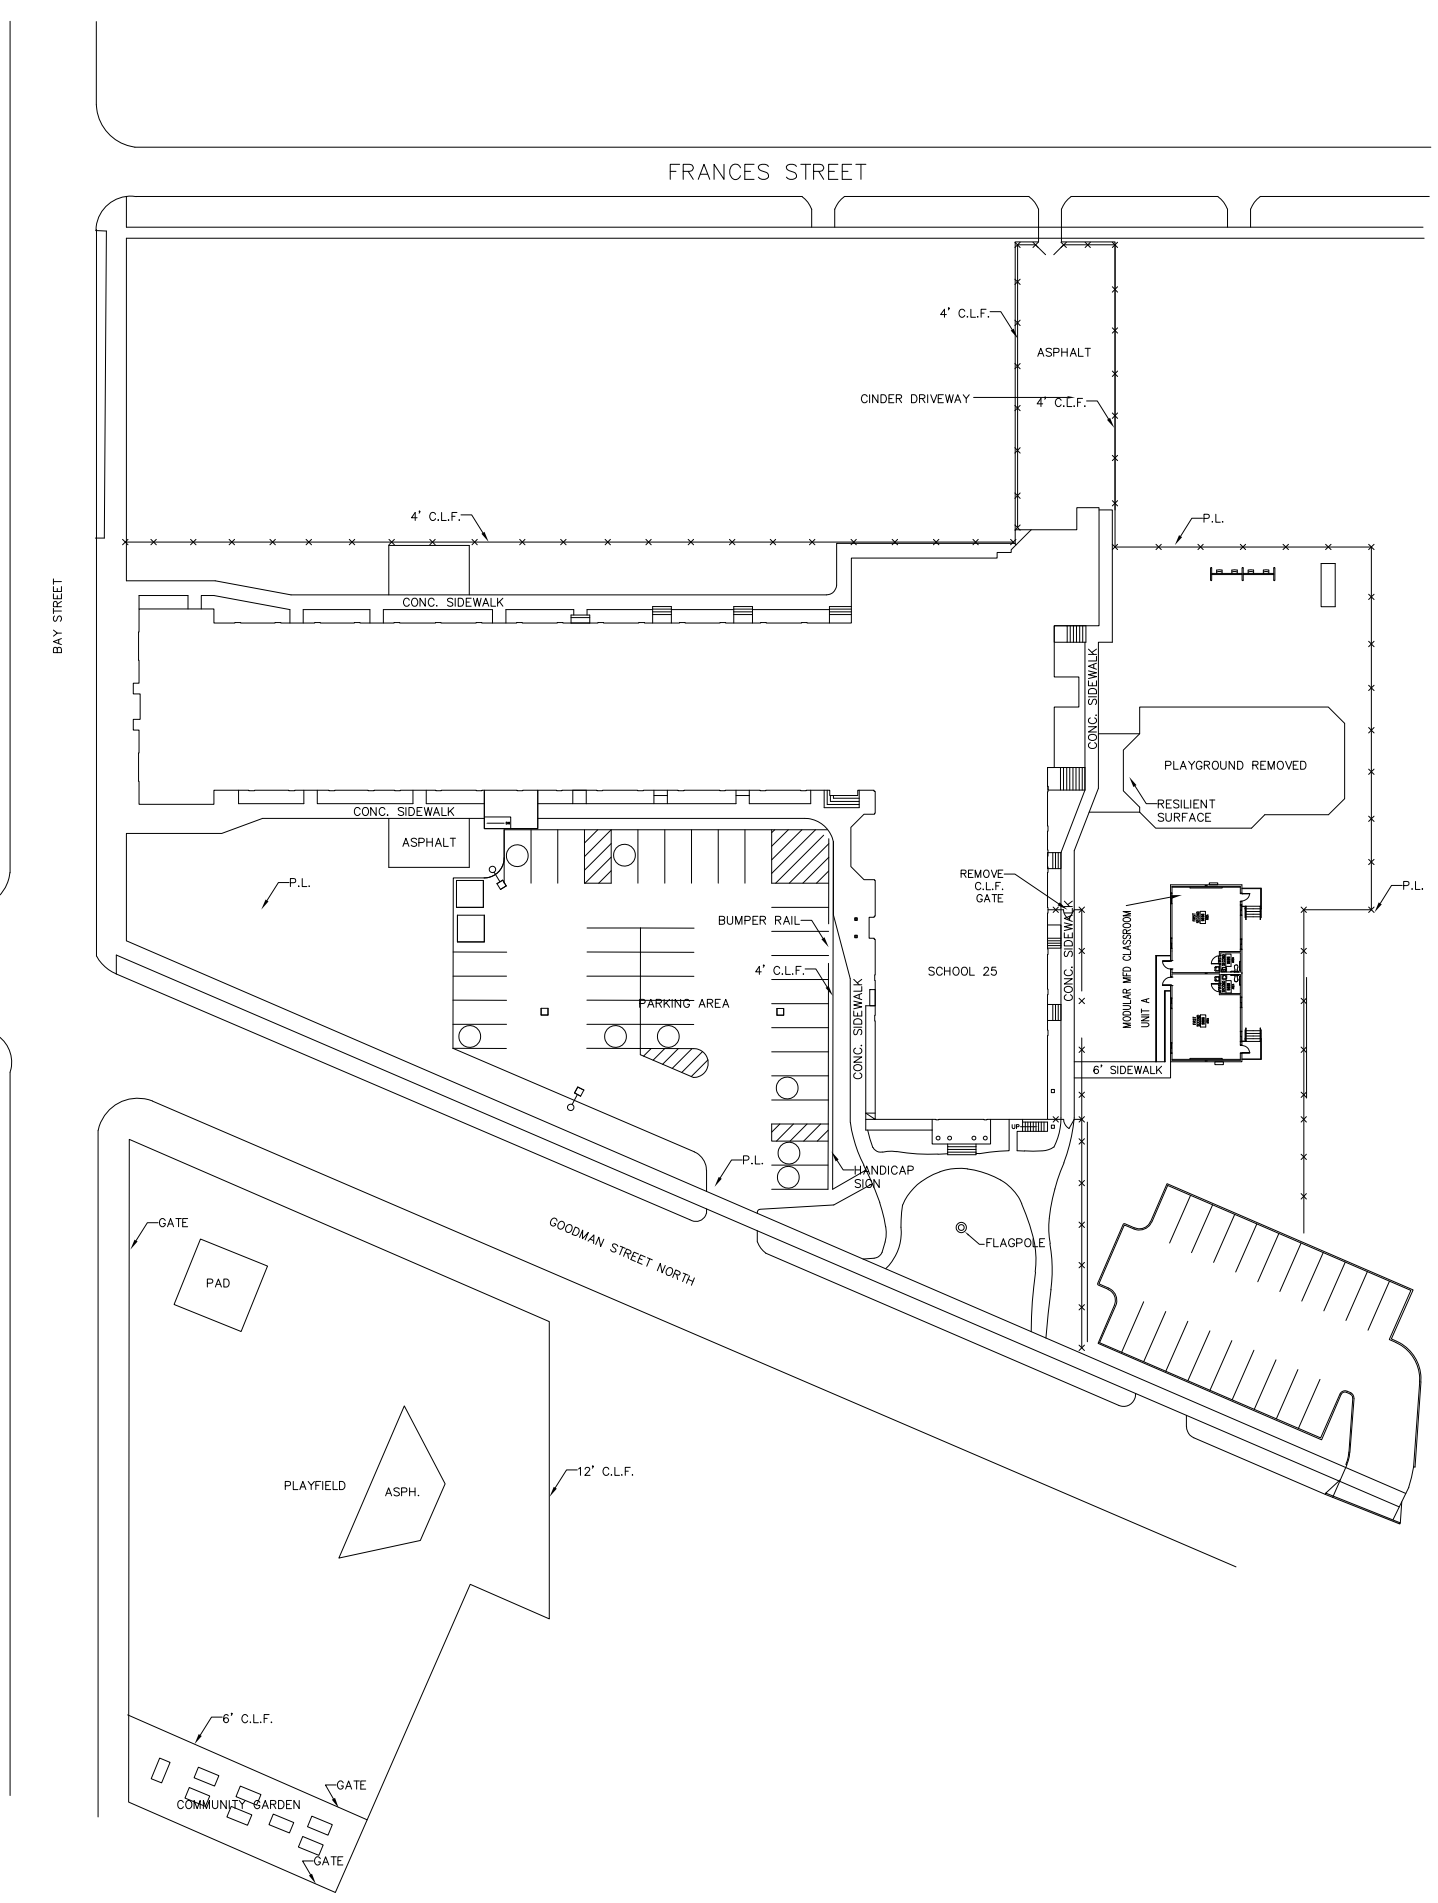 FRANCES STREET
4' C.L.F.
ASPHALT
CINDER DRIVEWAY
4' C.L.F.
4' C.L.F.
P.L.
BAY STREET
CONC. SIDEWALK
CONC. SIDEWALK
PLAYGROUND REMOVED
RESILIENT
SURFACE
CONC. SIDEWALK
ASPHALT
P.L.
REMOVE
C.L.F.
GATE
P.L.
BUMPER RAIL
CONC. SIDEWALK
MODULAR MFD CLASSROOM
UNIT A
4' C.L.F.
SCHOOL 25
PARKING AREA
CONC. SIDEWALK
6' SIDEWALK
UP
P.L.
HANDICAP
SIGN
GATE
GOODMAN STREET NORTH
FLAGPOLE
PAD
12' C.L.F.
PLAYFIELD
ASPH.
6' C.L.F.
GATE
COMMUNITY GARDEN
GATE